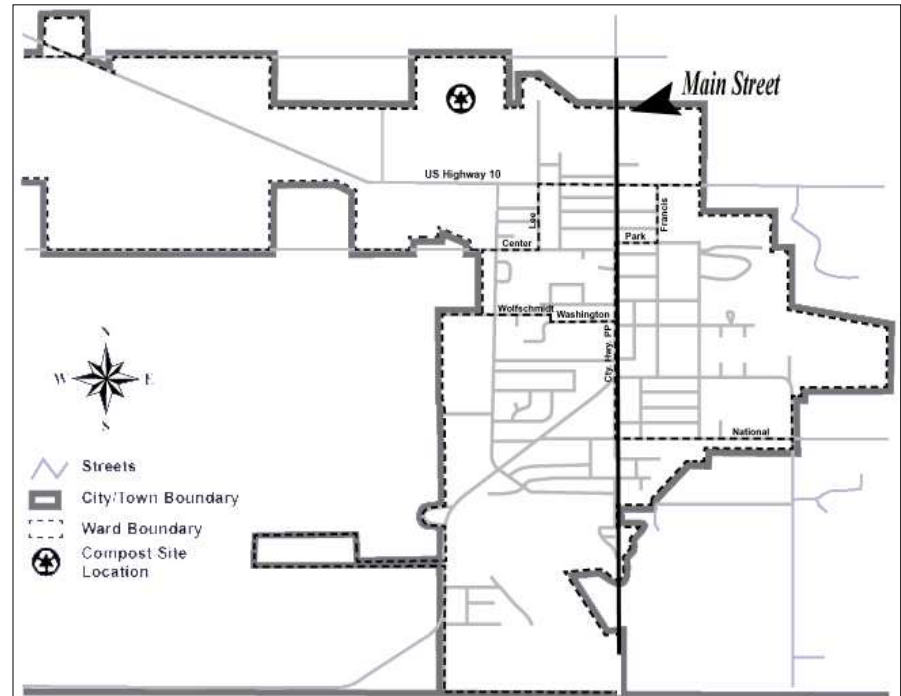 Main Street
US Highway 10
Lee
Francis
Center
Park
Wolfschmidt
Washington
Cty. Hwy. PP
National
N
W
E
S
Streets
City/Town Boundary
Ward Boundary
Compost Site
Location